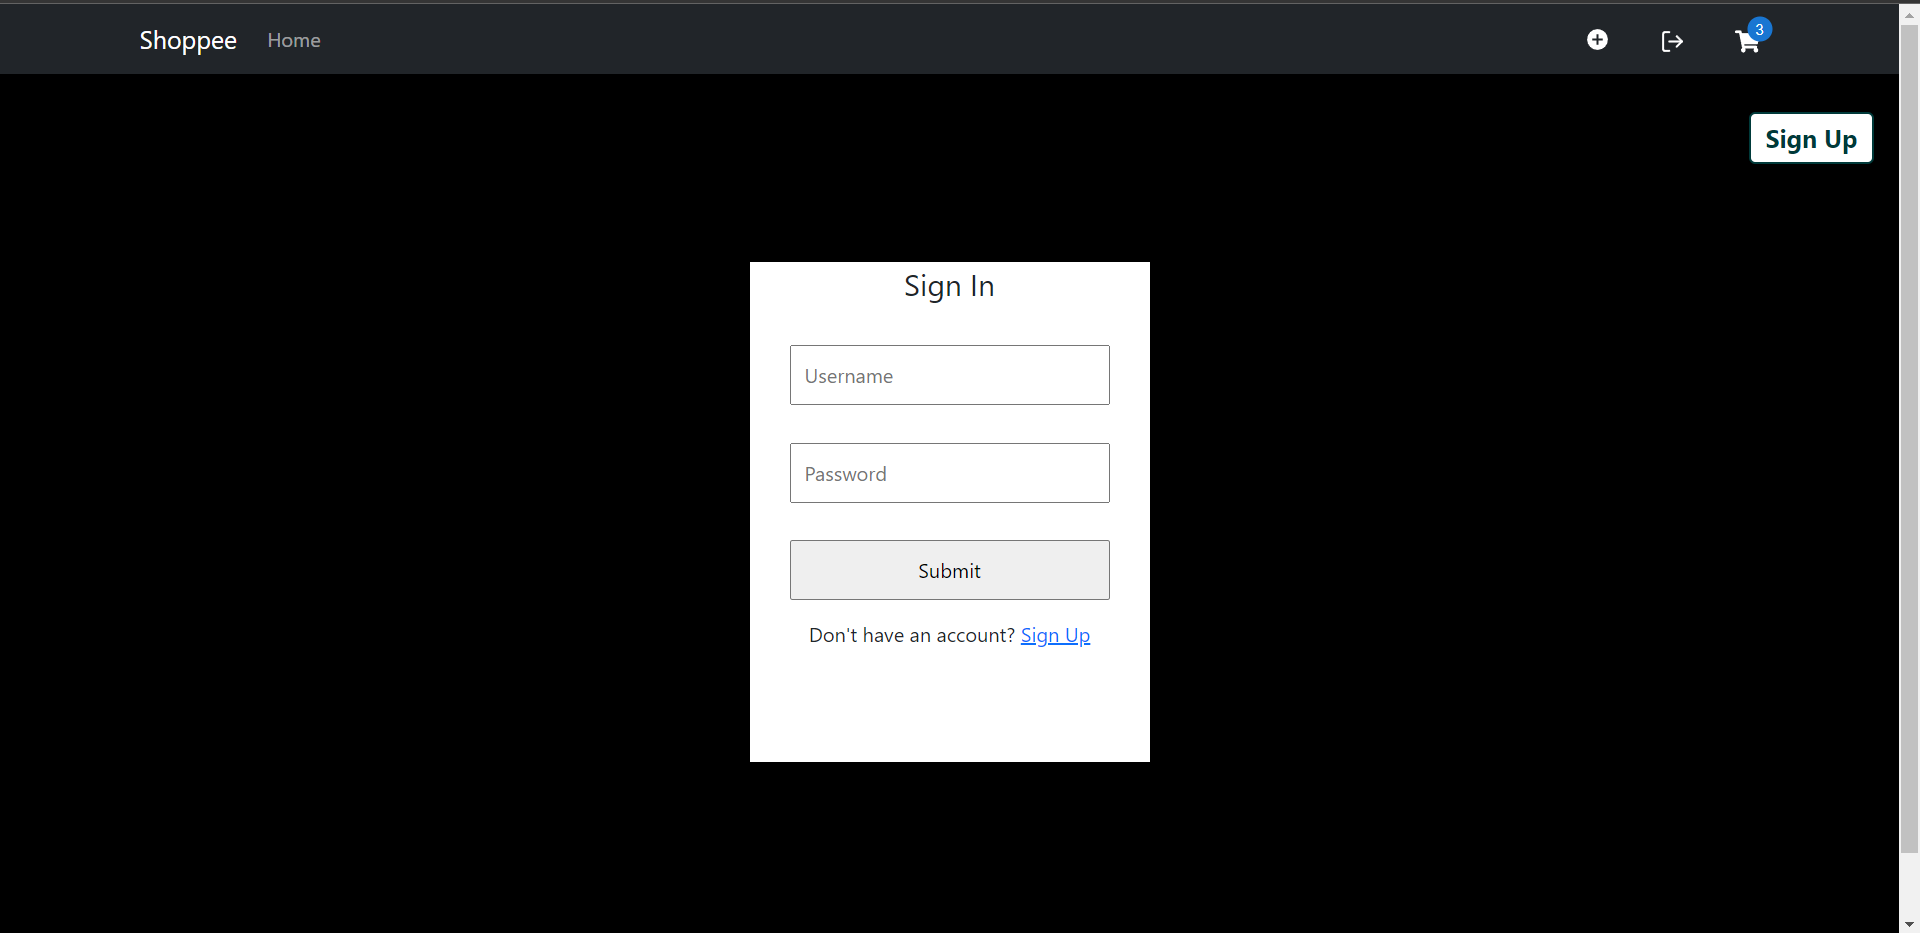 Shoppee Home 3
Sign Up
Sign In
Username
Password
Submit
Don't have an account? Sign Up